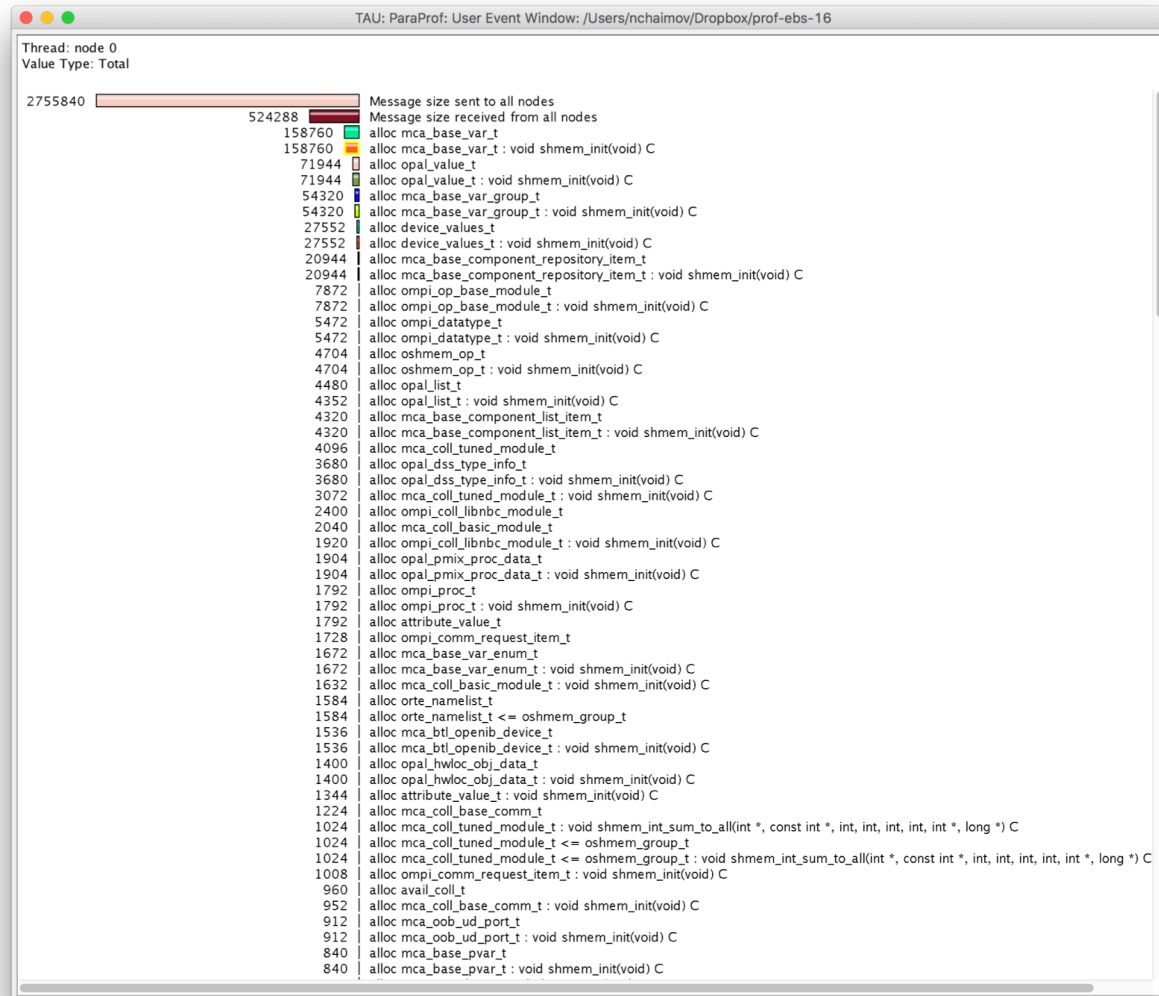 TAU: ParaProf: User Event Window: /Users/nchaimov/Dropbox/prof-ebs-16
Thread: node 0
Value Type: Total
2755840 Message size sent to all nodes
524288 Message size received from all nodes
158760 alloc mca_base_var_t
158760 alloc mca_base_var_t : void shmem_init(void) C
71944 alloc opal_value_t
71944 alloc opal_value_t : void shmem_init(void) C
54320 alloc mca_base_var_group_t
54320 alloc mca_base_var_group_t : void shmem_init(void) C
27552 alloc device_values_t
27552 alloc device_values_t : void shmem_init(void) C
20944 alloc mca_base_component_repository_item_t
20944 alloc mca_base_component_repository_item_t : void shmem_init(void) C
7872 alloc ompi_op_base_module_t
7872 alloc ompi_op_base_module_t : void shmem_init(void) C
5472 alloc ompi_datatype_t
5472 alloc ompi_datatype_t : void shmem_init(void) C
4704 alloc oshmem_op_t
4704 alloc oshmem_op_t : void shmem_init(void) C
4480 alloc opal_list_t
4352 alloc opal_list_t : void shmem_init(void) C
4320 alloc mca_base_component_list_item_t
4320 alloc mca_base_component_list_item_t : void shmem_init(void) C
4096 alloc mca_coll_tuned_module_t
3680 alloc opal_dss_type_info_t
3680 alloc opal_dss_type_info_t : void shmem_init(void) C
3072 alloc mca_coll_tuned_module_t : void shmem_init(void) C
2400 alloc ompi_coll_libnbc_module_t
2040 alloc mca_coll_basic_module_t
1920 alloc ompi_coll_libnbc_module_t : void shmem_init(void) C
1904 alloc opal_pmix_proc_data_t
1904 alloc opal_pmix_proc_data_t : void shmem_init(void) C
1792 alloc ompi_proc_t
1792 alloc ompi_proc_t : void shmem_init(void) C
1792 alloc attribute_value_t
1728 alloc ompi_comm_request_item_t
1672 alloc mca_base_var_enum_t
1672 alloc mca_base_var_enum_t : void shmem_init(void) C
1632 alloc mca_coll_basic_module_t : void shmem_init(void) C
1584 alloc orte_namelist_t
1584 alloc orte_namelist_t <= oshmem_group_t
1536 alloc mca_btl_openib_device_t
1536 alloc mca_btl_openib_device_t : void shmem_init(void) C
1400 alloc opal_hwloc_obj_data_t
1400 alloc opal_hwloc_obj_data_t : void shmem_init(void) C
1344 alloc attribute_value_t : void shmem_init(void) C
1224 alloc mca_coll_base_comm_t
1024 alloc mca_coll_tuned_module_t : void shmem_int_sum_to_all(int *, const int *, int, int, int, int, int *, long *) C
1024 alloc mca_coll_tuned_module_t <= oshmem_group_t
1024 alloc mca_coll_tuned_module_t <= oshmem_group_t : void shmem_int_sum_to_all(int *, const int *, int, int, int, int, int *, long *) C
1008 alloc ompi_comm_request_item_t : void shmem_init(void) C
960 alloc avail_coll_t
952 alloc mca_coll_base_comm_t : void shmem_init(void) C
912 alloc mca_oob_ud_port_t
912 alloc mca_oob_ud_port_t : void shmem_init(void) C
840 alloc mca_base_pvar_t
840 alloc mca_base_pvar_t : void shmem_init(void) C